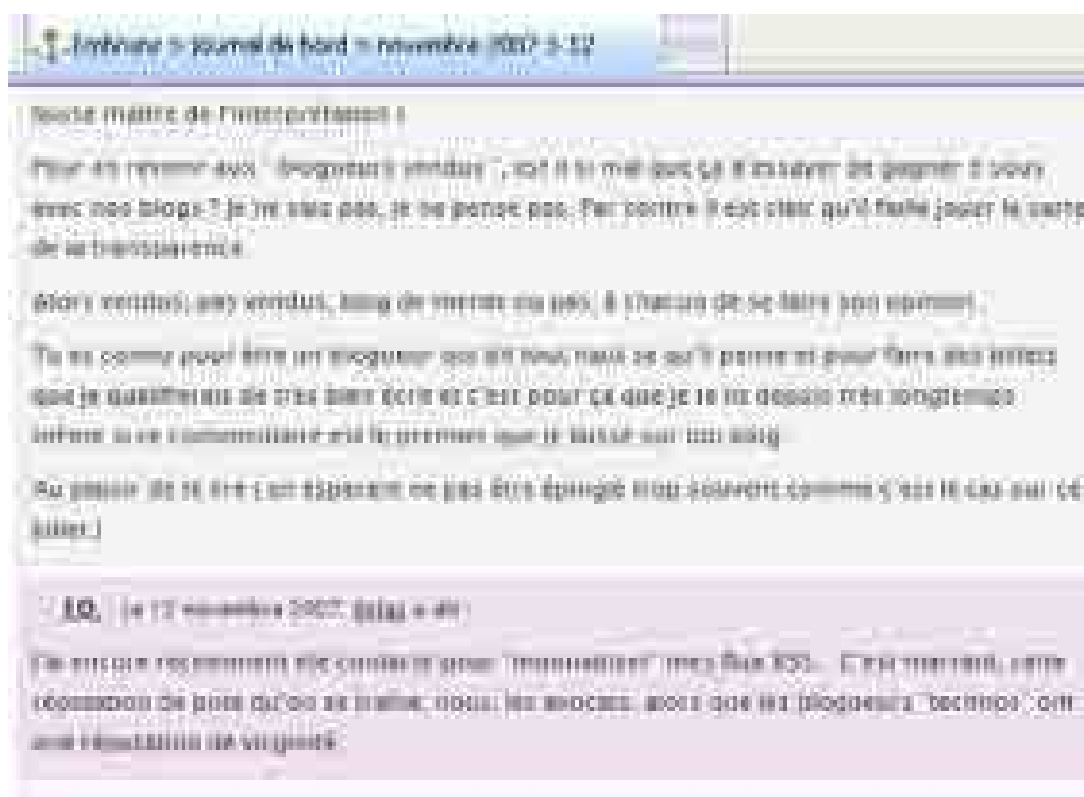 Embruns > Journal de bord > novembre 2007 > 12
maître de l'interprétation !
Pour en revenir aux "blogueurs vendus", est il si mal que ça d'essayer de gagner 3 sous
avec nos blogs ? Je ne sais pas, je ne pense pas. Par contre il est clair qu'il faille jouer la carte
de la transparence.
Alors vendus, pas vendus, blog de merde ou pas, à chacun de se faire son opinion.
Tu es connu pour être un blogueur qui dit tout haut ce qu'il pense et pour faire des billets
que je qualifierais de très bien écrit et c'est pour ça que je te lis depuis très longtemps
même si ce commentaire est le premier que je laisse sur ton blog.
Au plaisir de te lire ( en espérant ne pas être épinglé trop souvent comme c'est le cas sur ce
billet )
10. Le 12 novembre 2007,
J'ai encore récemment été contacté pour "monétiser" mes flux RSS. C'est marrant, cette
réputation de pute qu'on se traîne, nous, les avocats, alors que les blogueurs "technos" ont
une réputation de virginité.